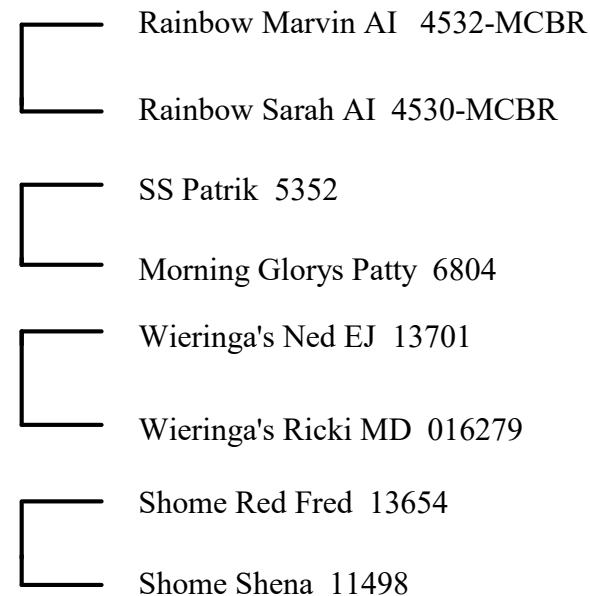 Rainbow Marvin AI 4532-MCBR
Rainbow Sarah AI 4530-MCBR
SS Patrik 5352
Morning Glorys Patty 6804
Wieringa's Ned EJ 13701
Wieringa's Ricki MD 016279
Shome Red Fred 13654
Shome Shena 11498